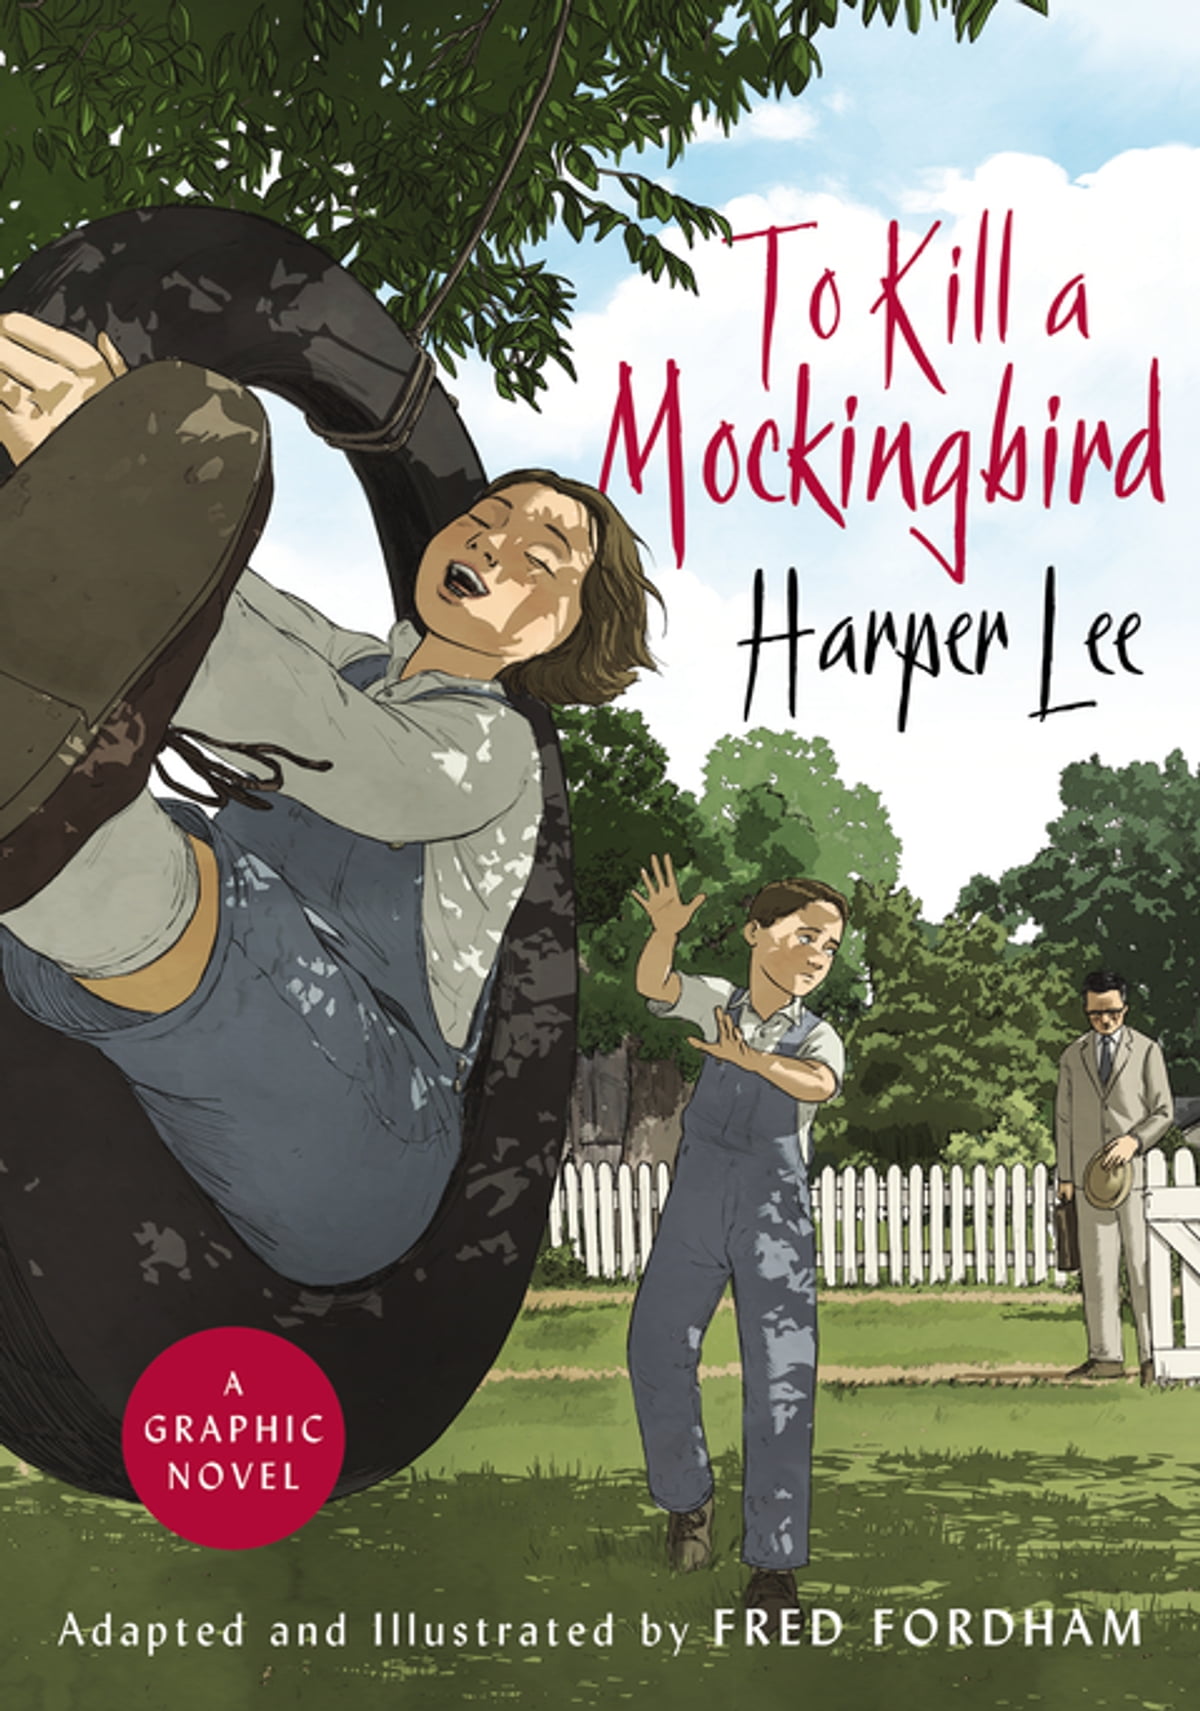 To Kill a
Mockingbird
Harper Lee
A
GRAPHIC
NOVEL
Adapted and Illustrated by FRED FORDHAM